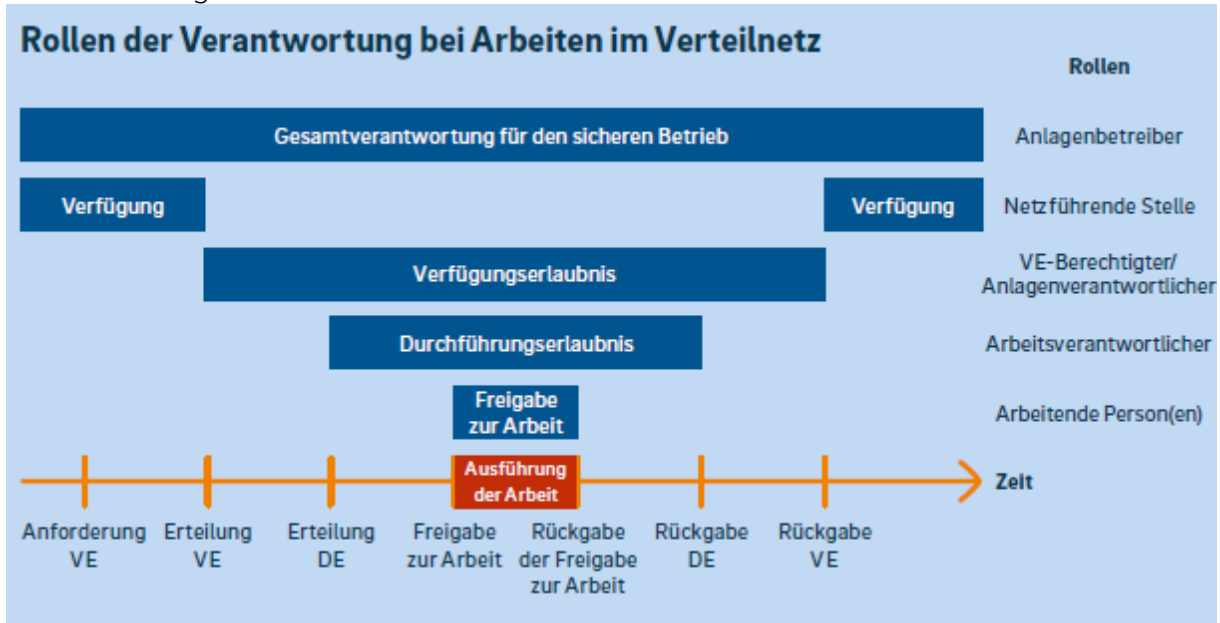 Rollen der Verantwortung bei Arbeiten im Verteilnetz
Rollen
Gesamtverantwortung für den sicheren Betrieb
Anlagenbetreiber
Verfügung
Verfügung
Netzführende Stelle
Verfügungserlaubnis
VE-Berechtigter/
Anlagenverantwortlicher
Durchführungserlaubnis
Arbeitsverantwortlicher
Freigabe
zur Arbeit
Arbeitende Person(en)
Ausführung
der Arbeit
Zeit
Anforderung
VE
Erteilung
VE
Erteilung
DE
Freigabe
zur Arbeit
Rückgabe
der Freigabe
zur Arbeit
Rückgabe
DE
Rückgabe
VE